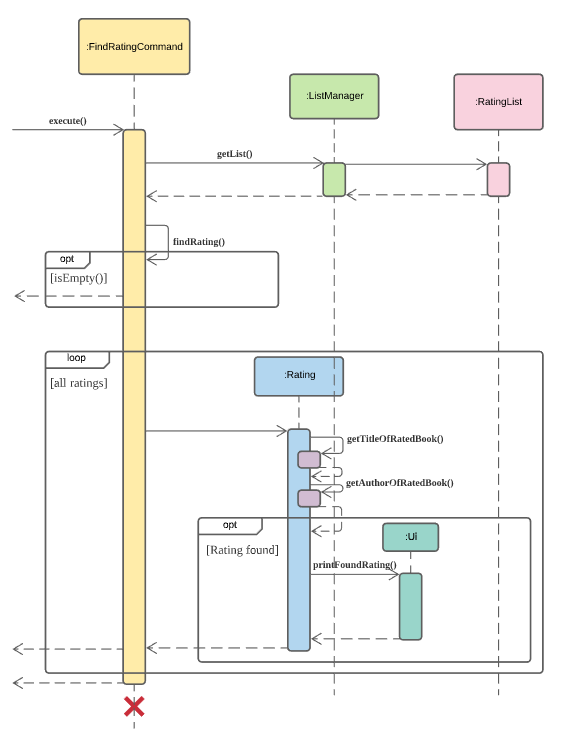 :FindRatingCommand
:ListManager
:RatingList
execute()
getList()
findRating()
opt
[isEmpty()]
loop
:Rating
[all ratings]
getTitleOfRatedBook()
getAuthorOfRatedBook()
opt
:UI
[Rating found]
printFoundRating()